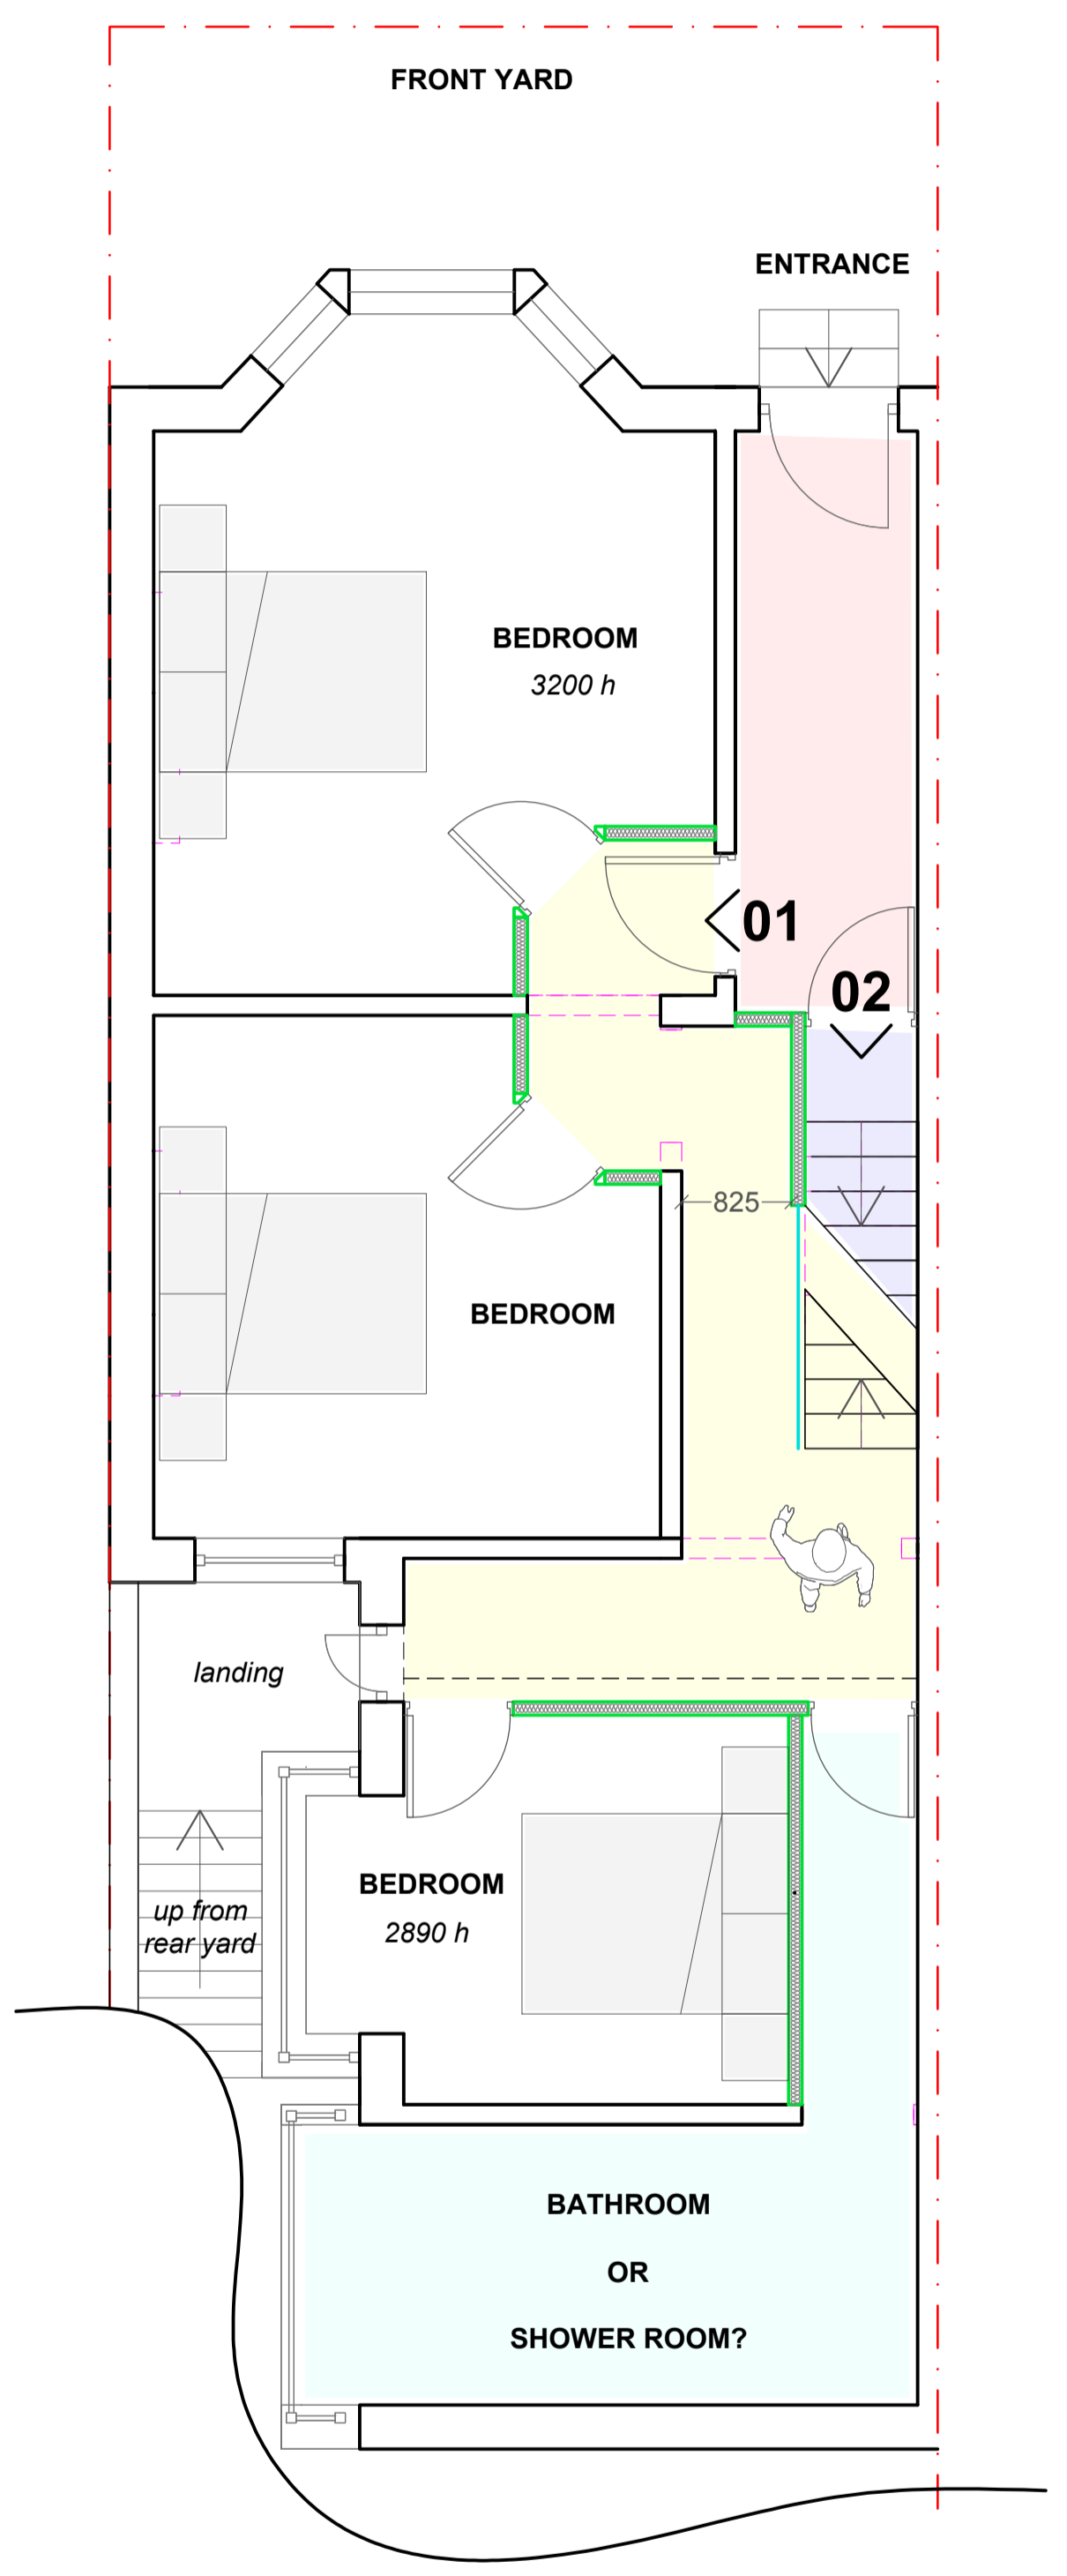 FRONT YARD
ENTRANCE
BEDROOM
3200 h
01
02
825
BEDROOM
landing
BEDROOM
2890 h
up from
rear yard
BATHROOM
OR
SHOWER ROOM?